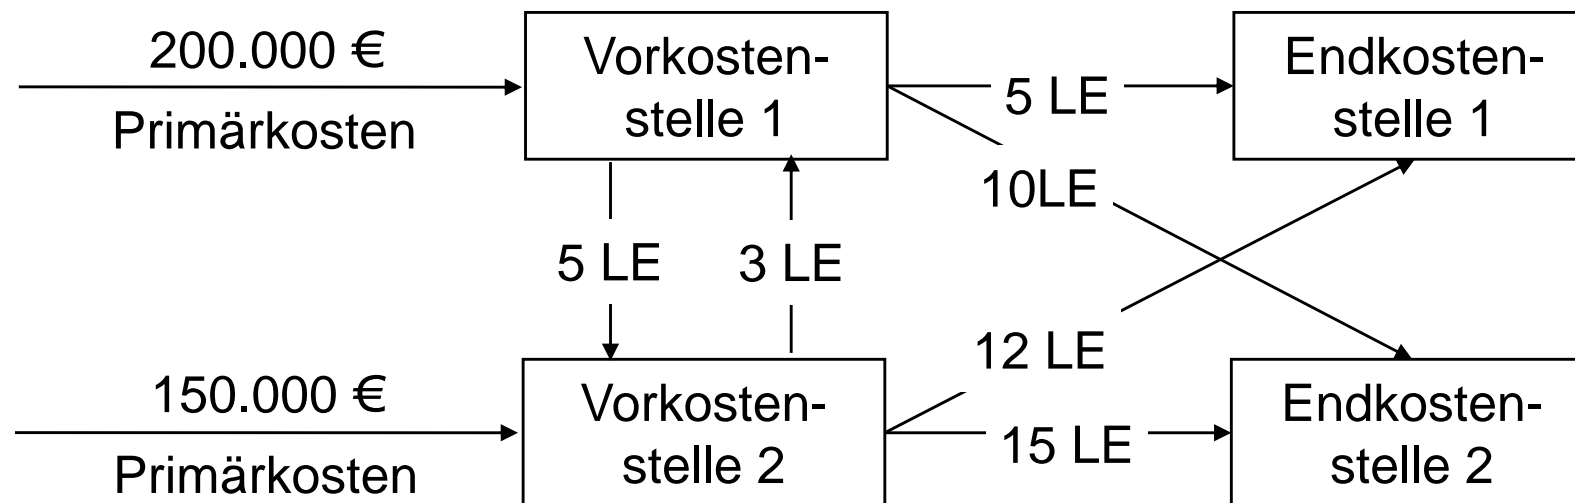 200.000 €
Primärkosten
Vorkosten-
stelle 1
5 LE
Endkosten-
stelle 1
10LE
5 LE
3 LE
12 LE
150.000 €
Primärkosten
Vorkosten-
stelle 2
15 LE
Endkosten-
stelle 2